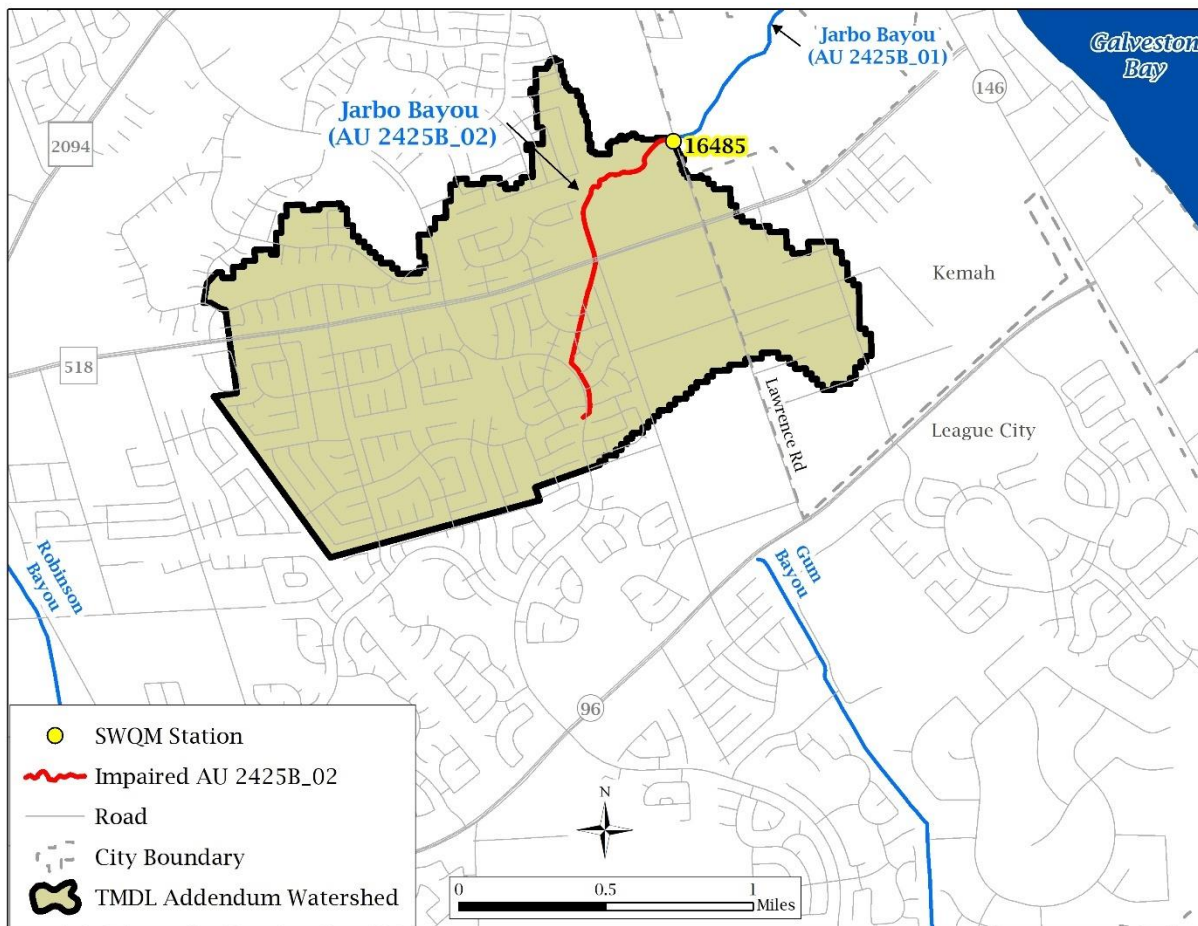 Jarbo Bayou
(AU 2425B_01)
Galveston
Bay
146
Jarbo Bayou
(AU 2425B_02)
2094
16485
Kemah
518
Lawrence Rd
League City
Robinson
Bayou
Gum
Bayou
96
SWQM Station
Impaired AU 2425B_02
Road
City Boundary
TMDL Addendum Watershed
N
0 0.5 1
Miles